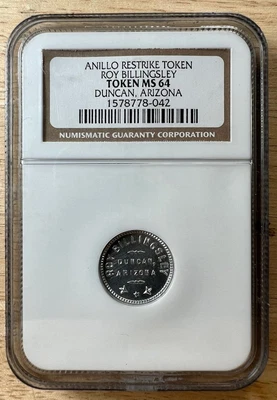 ANILLO RESTRIKE TOKEN
ROY BILLINGSLEY
TOKEN MS 64
DUNCAN, ARIZONA
1578778-042
NUMISMATIC GUARANTY CORPORATION
ROY BILLINGSLEY
DUNCAN,
ARIZONA